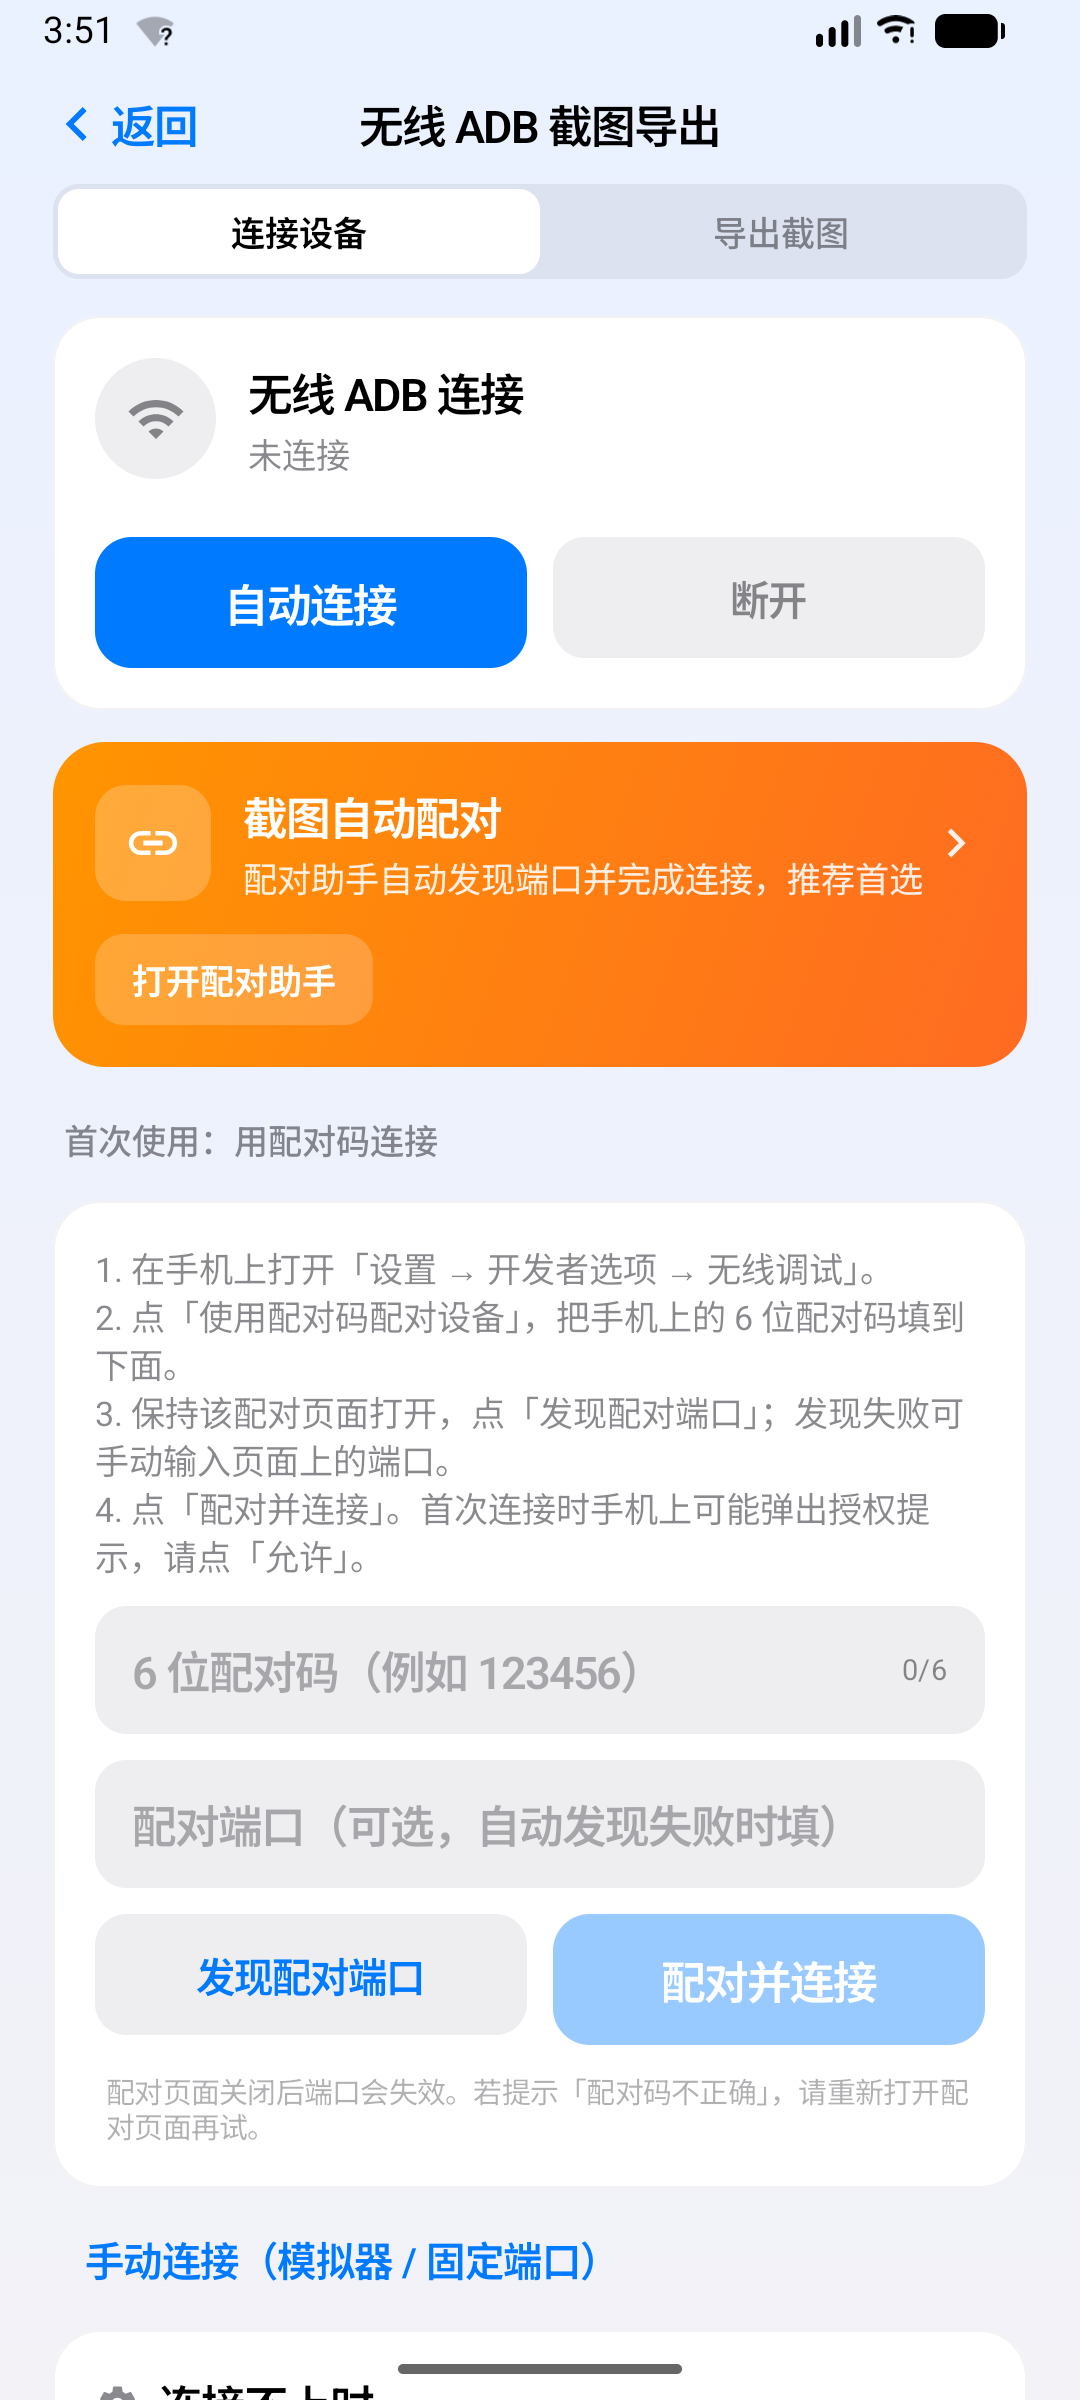 3:51
返回
无线 ADB 截图导出
连接设备
导出截图
无线 ADB 连接
未连接
自动连接
断开
截图自动配对
配对助手自动发现端口并完成连接，推荐首选
打开配对助手
首次使用：用配对码连接
1. 在手机上打开「设置 → 开发者选项 → 无线调试」。
2. 点「使用配对码配对设备」，把手机上的 6 位配对码填到
下面。
3. 保持该配对页面打开，点「发现配对端口」；发现失败可
手动输入页面上的端口。
4. 点「配对并连接」。首次连接时手机上可能弹出授权提
示，请点「允许」。
6 位配对码（例如 123456）
0/6
配对端口（可选，自动发现失败时填）
发现配对端口
配对并连接
配对页面关闭后端口会失效。若提示「配对码不正确」，请重新打开配
对页面再试。
手动连接（模拟器 / 固定端口）
连接不上时